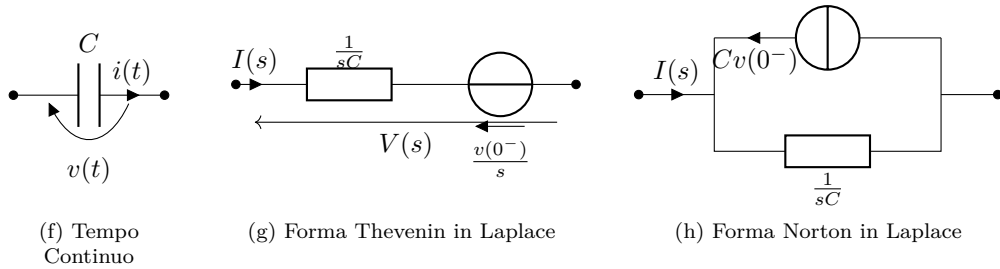 C
i(t)
v(t)
(f) Tempo
Continuo
I(s)
1
sC
V(s)
v(0⁻)
s
(g) Forma Thevenin in Laplace
I(s)
Cv(0⁻)
1
sC
(h) Forma Norton in Laplace